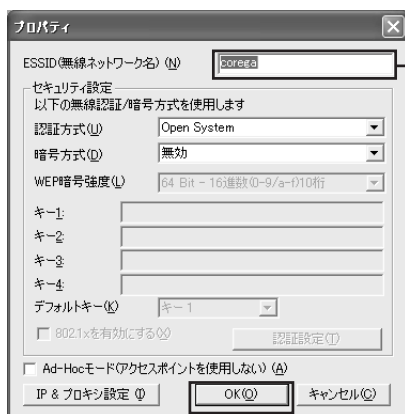 プロパティ
ESSID(無線ネットワーク名) (N) corega
セキュリティ設定
以下の無線認証/暗号方式を使用します
認証方式(U) Open System
暗号方式(D) 無効
WEP暗号強度(L) 64 Bit - 16進数(0-9/a-f)10桁
キー1:
キー2:
キー3:
キー4:
デフォルトキー(K) キー 1
802.1xを有効にする(X) 認証設定(T)
Ad-Hocモード(アクセスポイントを使用しない) (A)
IP & プロキシ設定 (I) OK(O) キャンセル(C)